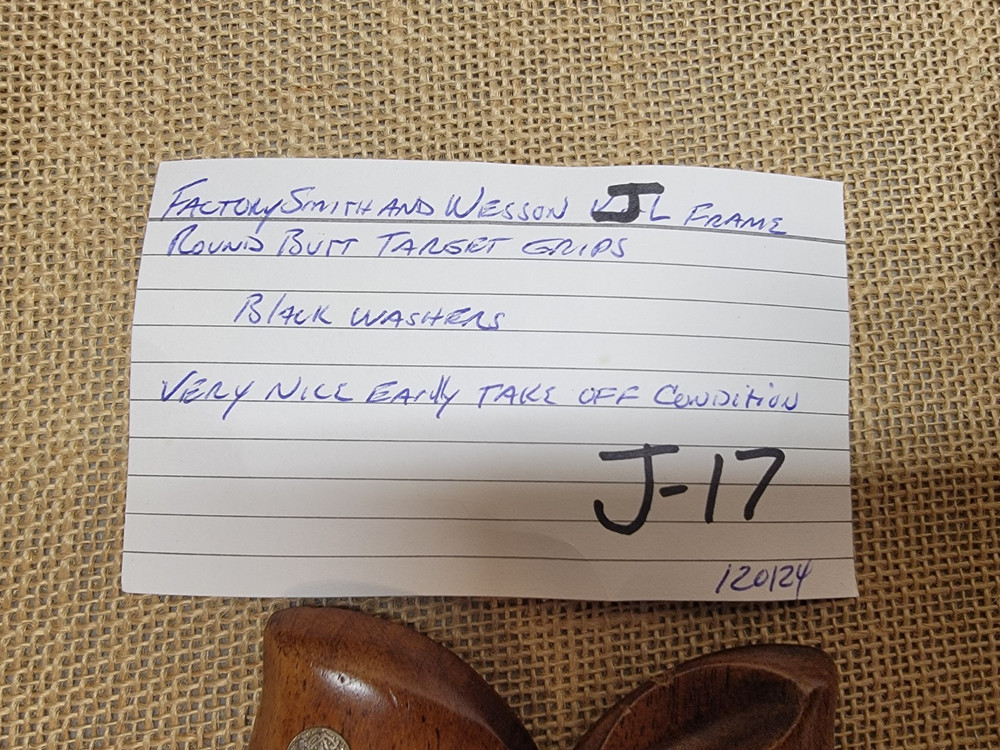 Factory Smith and Wesson J L Frame
Round Butt Target Grips
Black washers
Very nice Early take off Condition
J-17
120124